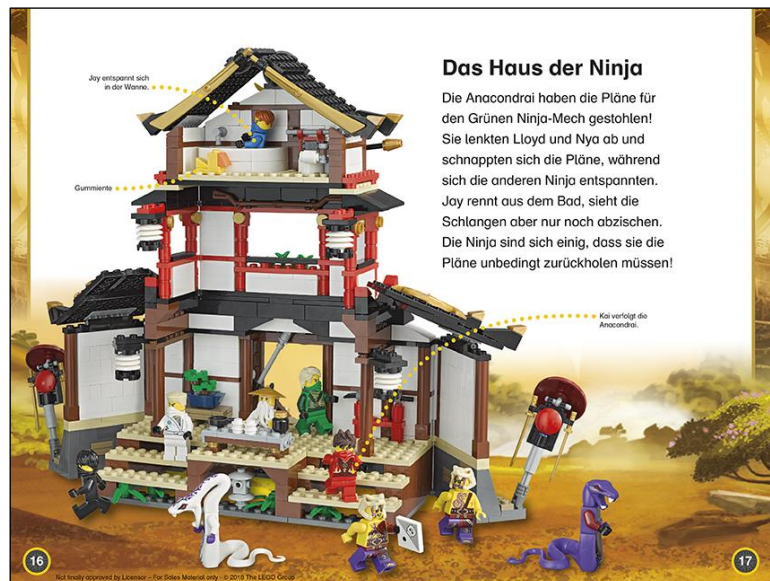 Das Haus der Ninja
Die Anacondrai haben die Pläne für
den Grünen Ninja-Mech gestohlen!
Sie lenkten Lloyd und Nya ab und
schnappten sich die Pläne, während
sich die anderen Ninja entspannten.
Jay rennt aus dem Bad, sieht die
Schlangen aber nur noch abzischen.
Die Ninja sind sich einig, dass sie die
Pläne unbedingt zurückholen müssen!
Jay entspannt sich
in der Wanne.
Gummiente
Kai verfolgt die
Anacondrai.
16
17
Not finally approved by Licensor – For Sales Material only - © 2018 The LEGO Group